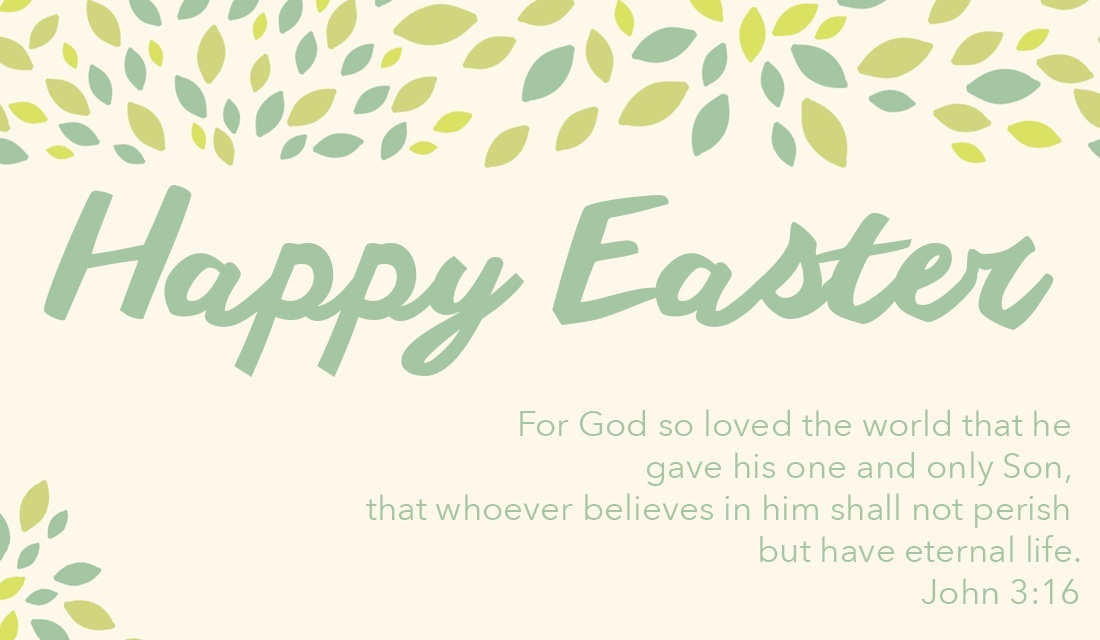 Happy Easter
For God so loved the world that he
gave his one and only Son,
that whoever believes in him shall not perish
but have eternal life.
John 3:16